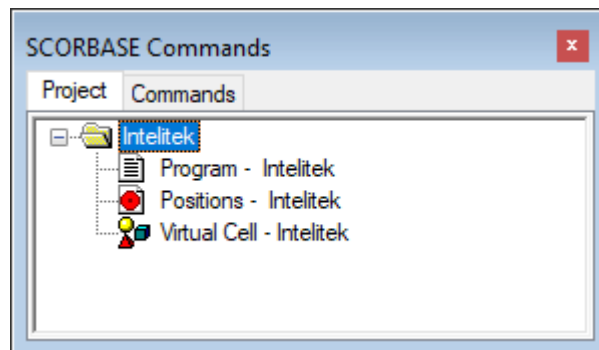 SCORBASE Commands
Project Commands
Intelitek
Program - Intelitek
Positions - Intelitek
Virtual Cell - Intelitek